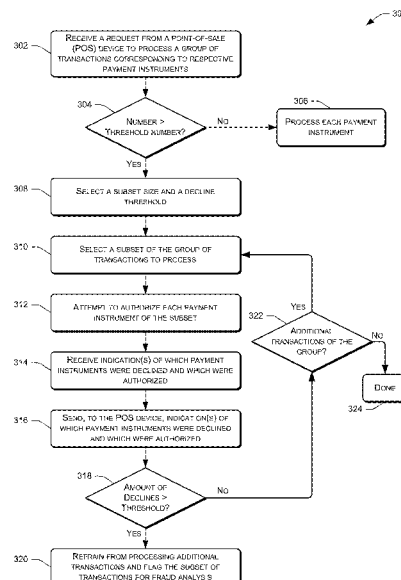 30
302
RECEIVE A REQUEST FROM A POINT-OF-SALE
(POS) DEVICE TO PROCESS A GROUP OF
TRANSACTIONS CORRESPONDING TO RESPECTIVE
PAYMENT INSTRUMENTS
304
NUMBER >
THRESHOLD NUMBER?
NO
306
PROCESS EACH PAYMENT
INSTRUMENT
YES
308
SELECT A SUBSET SIZE AND A DECLINE
THRESHOLD
310
SELECT A SUBSET OF THE GROUP OF
TRANSACTIONS TO PROCESS
312
ATTEMPT TO AUTHORIZE EACH PAYMENT
INSTRUMENT OF THE SUBSET
322
YES
ADDITIONAL
TRANSACTIONS OF THE
GROUP?
NO
314
RECEIVE INDICATION(S) OF WHICH PAYMENT
INSTRUMENTS WERE DECLINED AND WHICH WERE
AUTHORIZED
DONE
324
316
SEND, TO THE POS DEVICE, INDICATION(S)
OF WHICH PAYMENT INSTRUMENTS WERE DECLINED
AND WHICH WERE AUTHORIZED
318
AMOUNT OF
DECLINES >
THRESHOLD?
NO
YES
320
REFRAIN FROM PROCESSING ADDITIONAL
TRANSACTIONS AND FLAG THE SUBSET OF
TRANSACTIONS FOR FRAUD ANALYSIS